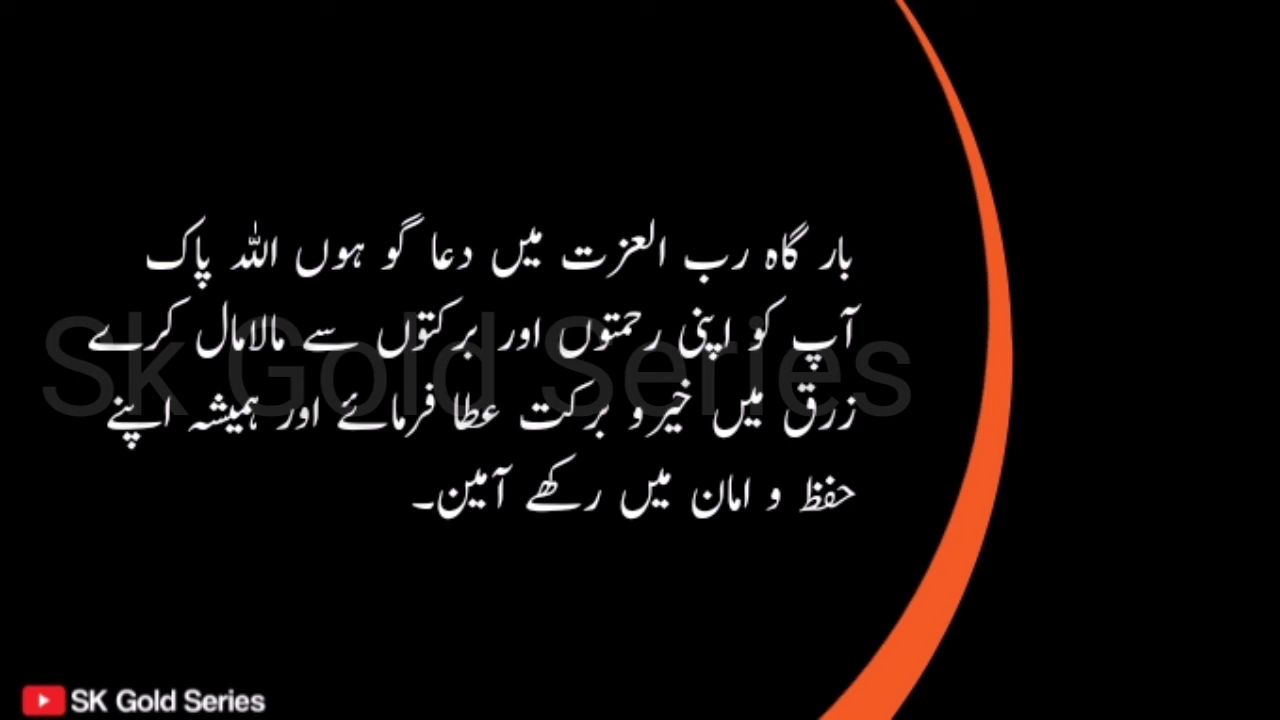 بار گاہ رب العزت میں دعا گو ہوں اللہ پاک
آپ کو اپنی رحمتوں اور برکتوں سے مالامال کرے
زرق میں خیر و برکت عطا فرمائے اور ہمیشہ اپنے
حفظ و امان میں رکھے آمین۔
Sk Gold Series
SK Gold Series